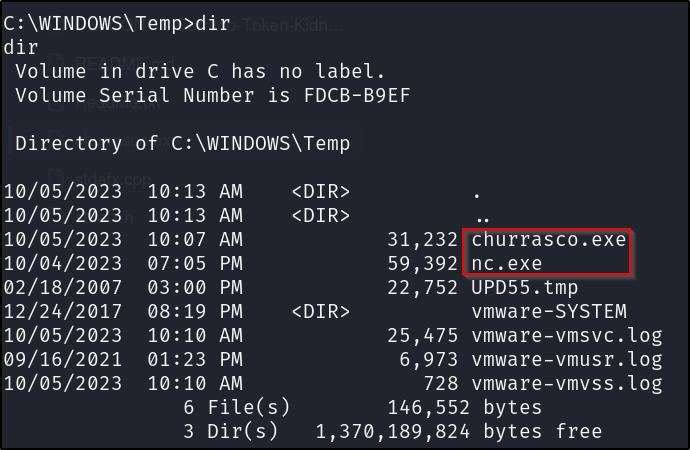 C:\WINDOWS\Temp>dir
dir
 Volume in drive C has no label.
 Volume Serial Number is FDCB-B9EF

 Directory of C:\WINDOWS\Temp

10/05/2023  10:13 AM    <DIR>          .
10/05/2023  10:13 AM    <DIR>          ..
10/05/2023  10:07 AM            31,232 churrasco.exe
10/04/2023  07:05 PM            59,392 nc.exe
02/18/2007  03:00 PM            22,752 UPD55.tmp
12/24/2017  08:19 PM    <DIR>          vmware-SYSTEM
10/05/2023  10:10 AM            25,475 vmware-vmsvc.log
09/16/2021  01:23 PM             6,973 vmware-vmusr.log
10/05/2023  10:10 AM               728 vmware-vmvss.log
               6 File(s)        146,552 bytes
               3 Dir(s)   1,370,189,824 bytes free